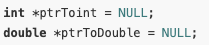 int *ptrToint = NULL;
double *ptrToDouble = NULL;